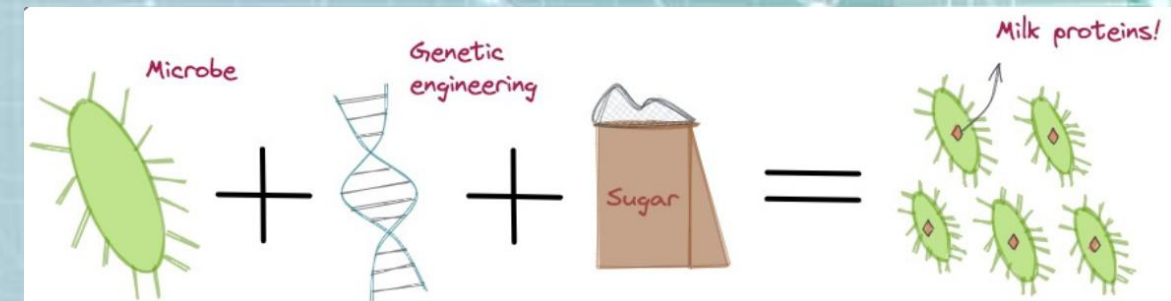 Microbe
Genetic
engineering
Sugar
Milk proteins!